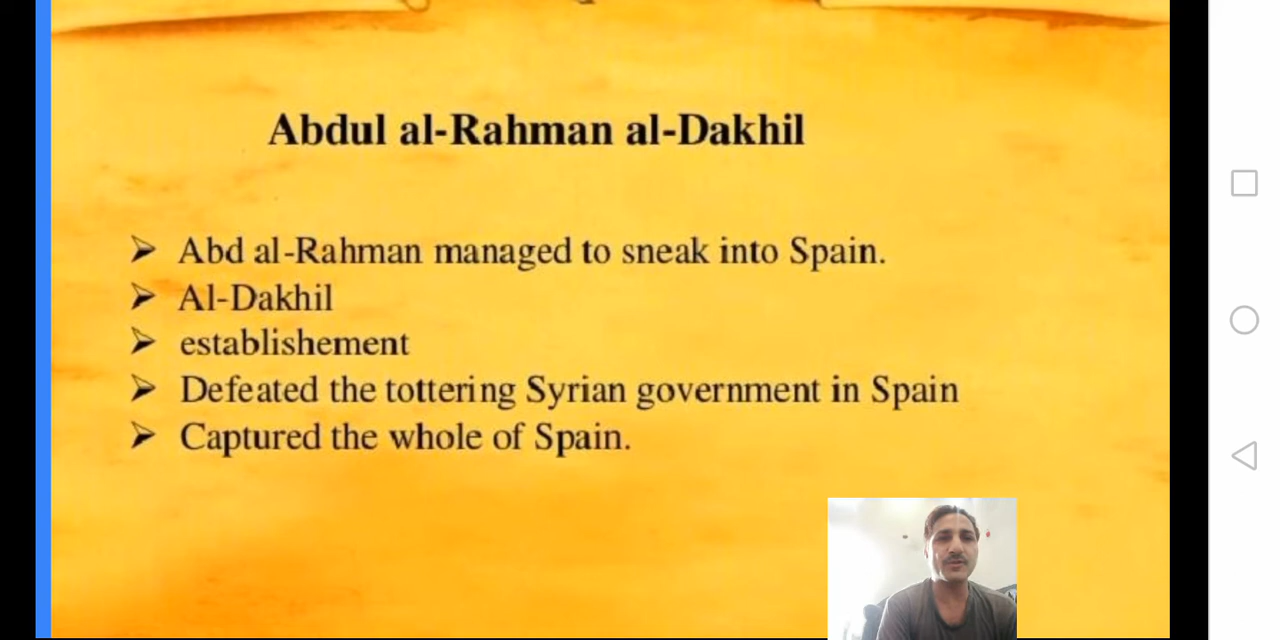 Abdul al-Rahman al-Dakhil
➢ Abd al-Rahman managed to sneak into Spain.
➢ Al-Dakhil
➢ establishement
➢ Defeated the tottering Syrian government in Spain
➢ Captured the whole of Spain.